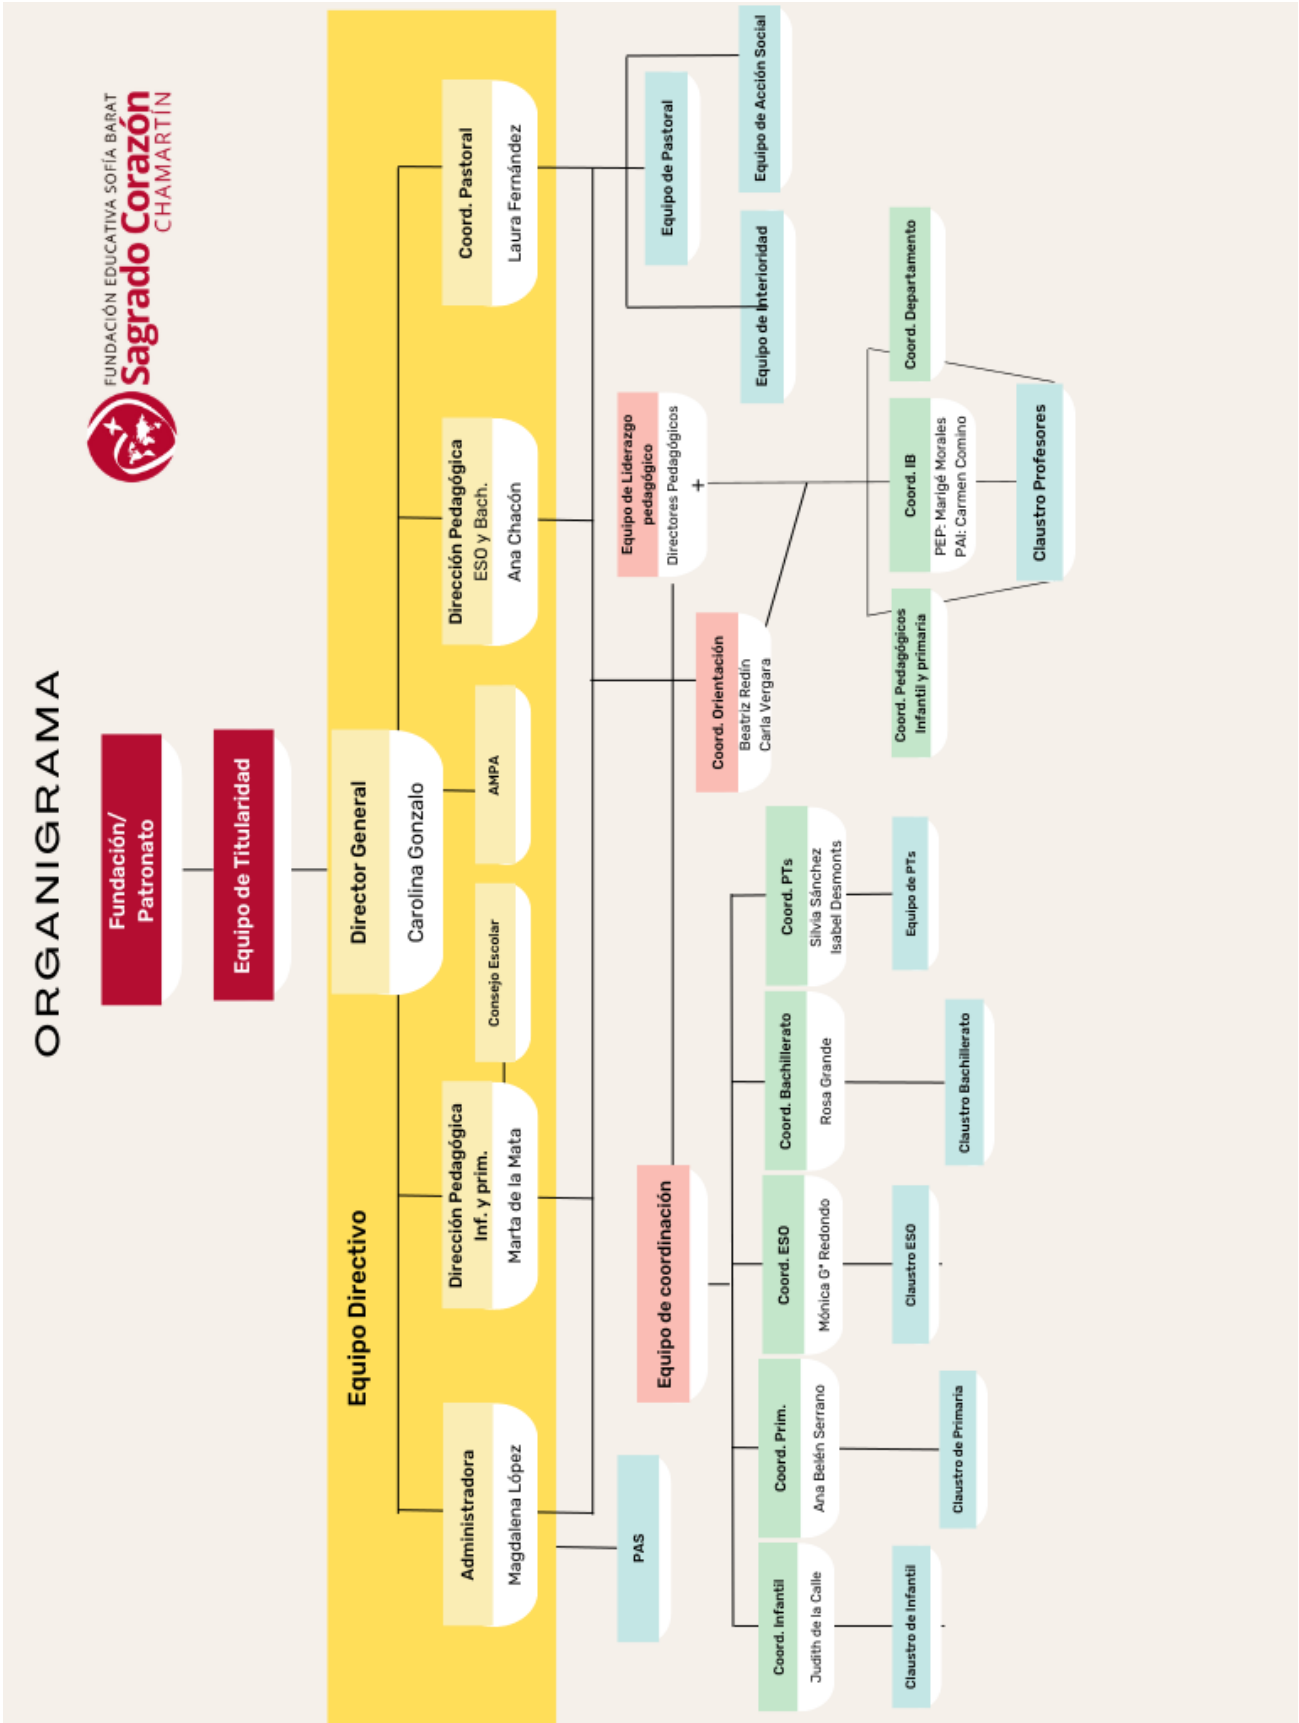 ORGANIGRAMA
FUNDACIÓN EDUCATIVA SOFÍA BARAT
Sagrado Corazón
CHAMARTÍN
Fundación/
Patronato
Equipo de Titularidad
Equipo Directivo
Director General
Carolina Gonzalo
Administradora
Magdalena López
Dirección Pedagógica
Inf. y prim.
Marta de la Mata
Consejo Escolar
AMPA
Dirección Pedagógica
ESO y Bach.
Ana Chacón
Coord. Pastoral
Laura Fernández
PAS
Equipo de coordinación
Equipo de Liderazgo
pedagógico
Directores Pedagógicos
+
Equipo de Pastoral
Coord. Orientación
Beatriz Redín
Carla Vergara
Equipo de Interioridad
Equipo de Acción Social
Coord. Infantil
Judith de la Calle
Coord. Prim.
Ana Belén Serrano
Coord. ESO
Mónica Gª Redondo
Coord. Bachillerato
Rosa Grande
Coord. PTs
Silvia Sánchez
Isabel Desmonts
Coord. Pedagógicos
Infantil y primaria
Coord. IB
PEP: Marigé Morales
PAI: Carmen Comino
Coord. Departamento
Claustro de Infantil
Claustro de Primaria
Claustro ESO
Claustro Bachillerato
Equipo de PTs
Claustro Profesores